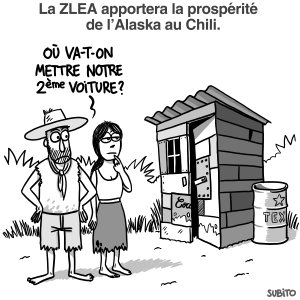 La ZLEA apportera la prospérité
de l'Alaska au Chili.
OÙ VA-T-ON
METTRE NOTRE
2ème VOITURE?
TEX
SUBITO